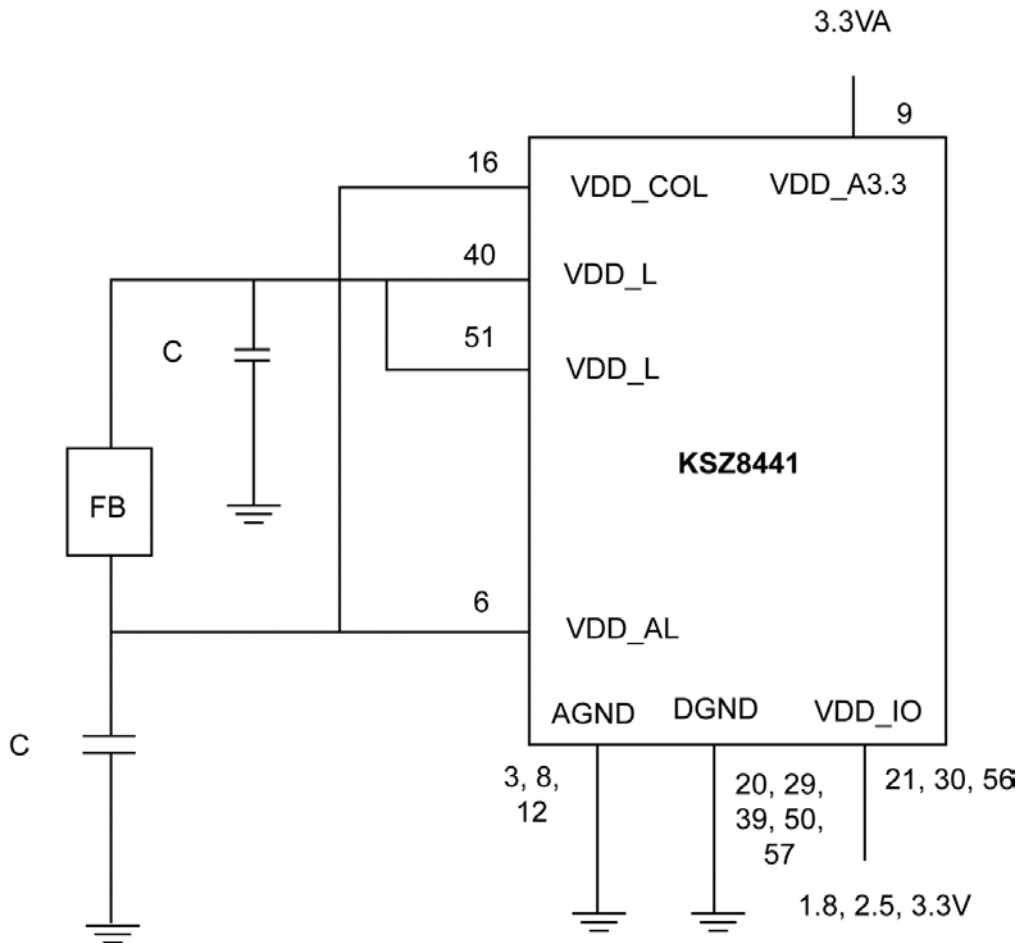 3.3VA
9
16
VDD_COL
VDD_A3.3
40
VDD_L
C
51
VDD_L
KSZ8441
FB
6
VDD_AL
AGND
DGND
VDD_IO
C
3, 8,
12
20, 29,
39, 50,
57
21, 30, 56
1.8, 2.5, 3.3V